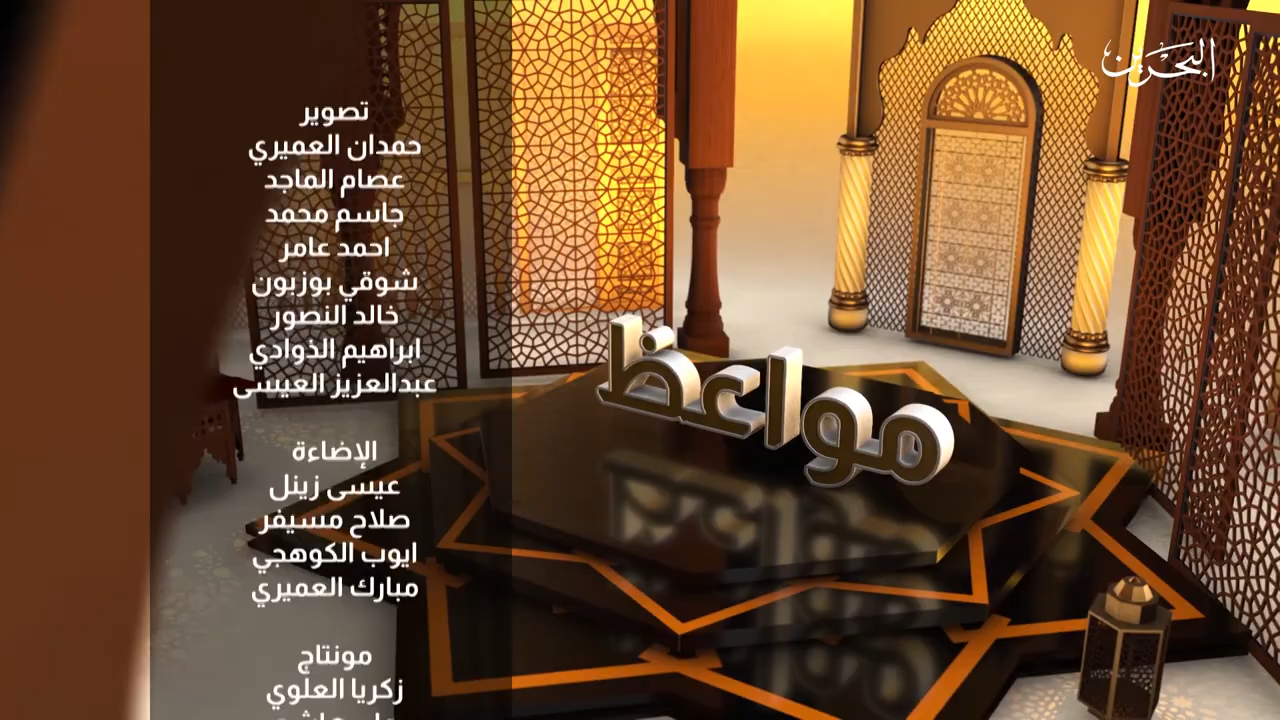 البحرين
تصوير
حمدان العميري
عصام الماجد
جاسم محمد
احمد عامر
شوقي بوزبون
خالد النصور
ابراهيم الذوادي
عبدالعزيز العيسى
الإضاءة
عيسى زينل
صلاح مسيفر
ايوب الكوهجي
مبارك العميري
مونتاج
زكريا العلوي
مواعظ